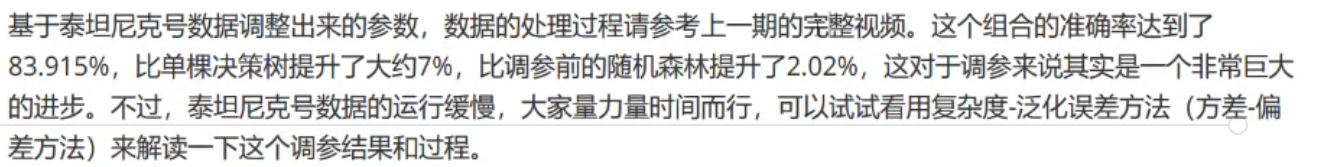 基于泰坦尼克号数据调整出来的参数，数据的处理过程请参考上一期的完整视频。这个组合的准确率达到了
83.915%，比单棵决策树提升了大约7%，比调参前的随机森林提升了2.02%，这对于调参来说其实是一个非常巨大
的进步。不过，泰坦尼克号数据的运行缓慢，大家量力量时间而行，可以试试看用复杂度-泛化误差方法（方差-偏
差方法）来解读一下这个调参结果和过程。